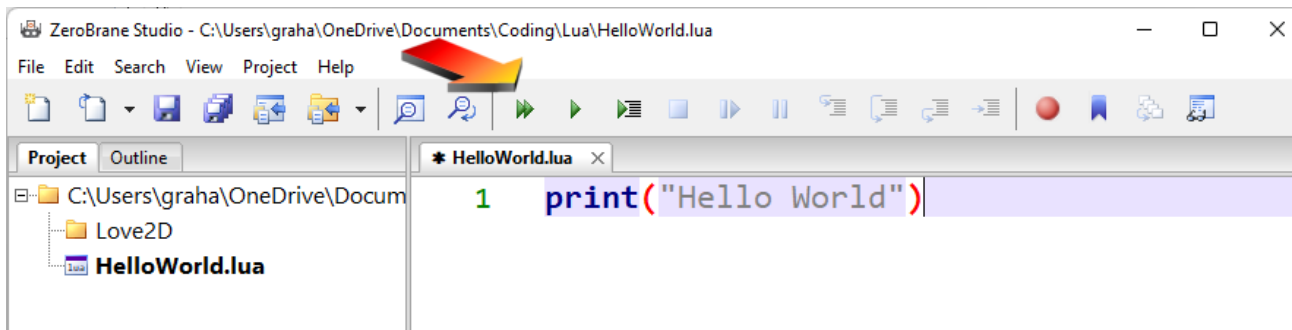 ZeroBrane Studio - C:\Users\graha\OneDrive\Documents\Coding\Lua\HelloWorld.lua
File Edit Search View Project Help
Project Outline
✱ HelloWorld.lua
C:\Users\graha\OneDrive\Docum
Love2D
lua HelloWorld.lua
1 print("Hello World")